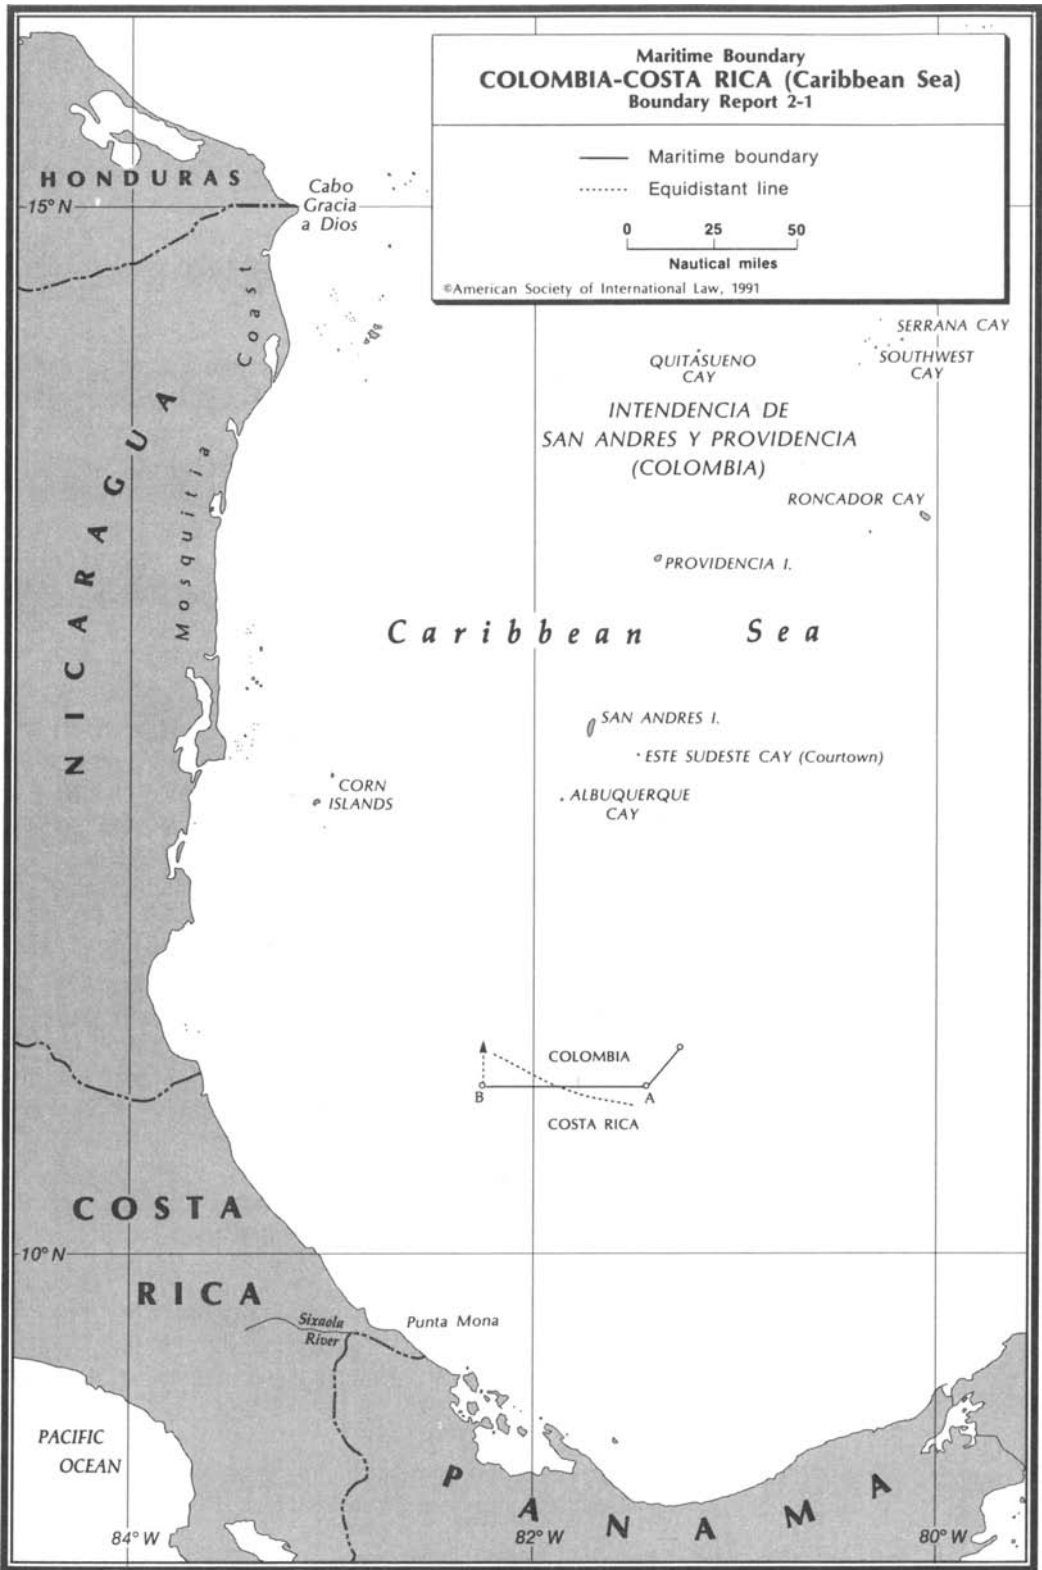 Maritime Boundary
COLOMBIA-COSTA RICA (Caribbean Sea)
Boundary Report 2-1
Maritime boundary
Equidistant line
0 25 50
Nautical miles
©American Society of International Law, 1991
HONDURAS
Cabo
Gracia
a Dios
15° N
Mosquitia Coast
NICARAGUA
SERRANA CAY
QUITASUENO
CAY
SOUTHWEST
CAY
INTENDENCIA DE
SAN ANDRES Y PROVIDENCIA
(COLOMBIA)
RONCADOR CAY
PROVIDENCIA I.
Caribbean Sea
SAN ANDRES I.
ESTE SUDESTE CAY (Courtown)
CORN
ISLANDS
ALBUQUERQUE
CAY
COLOMBIA
B
A
COSTA RICA
COSTA
RICA
10° N
Sixaola
River
Punta Mona
PACIFIC
OCEAN
PANAMA
84° W
82° W
80° W